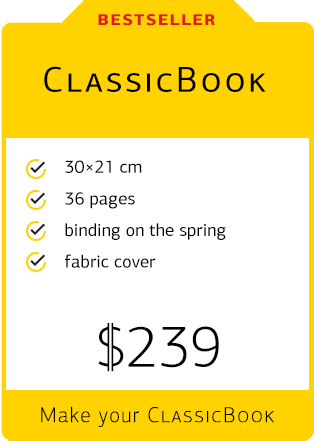 BESTSELLER
CLASSICBOOK
30×21 cm
36 pages
binding on the spring
fabric cover
$239
Make your CLASSICBOOK